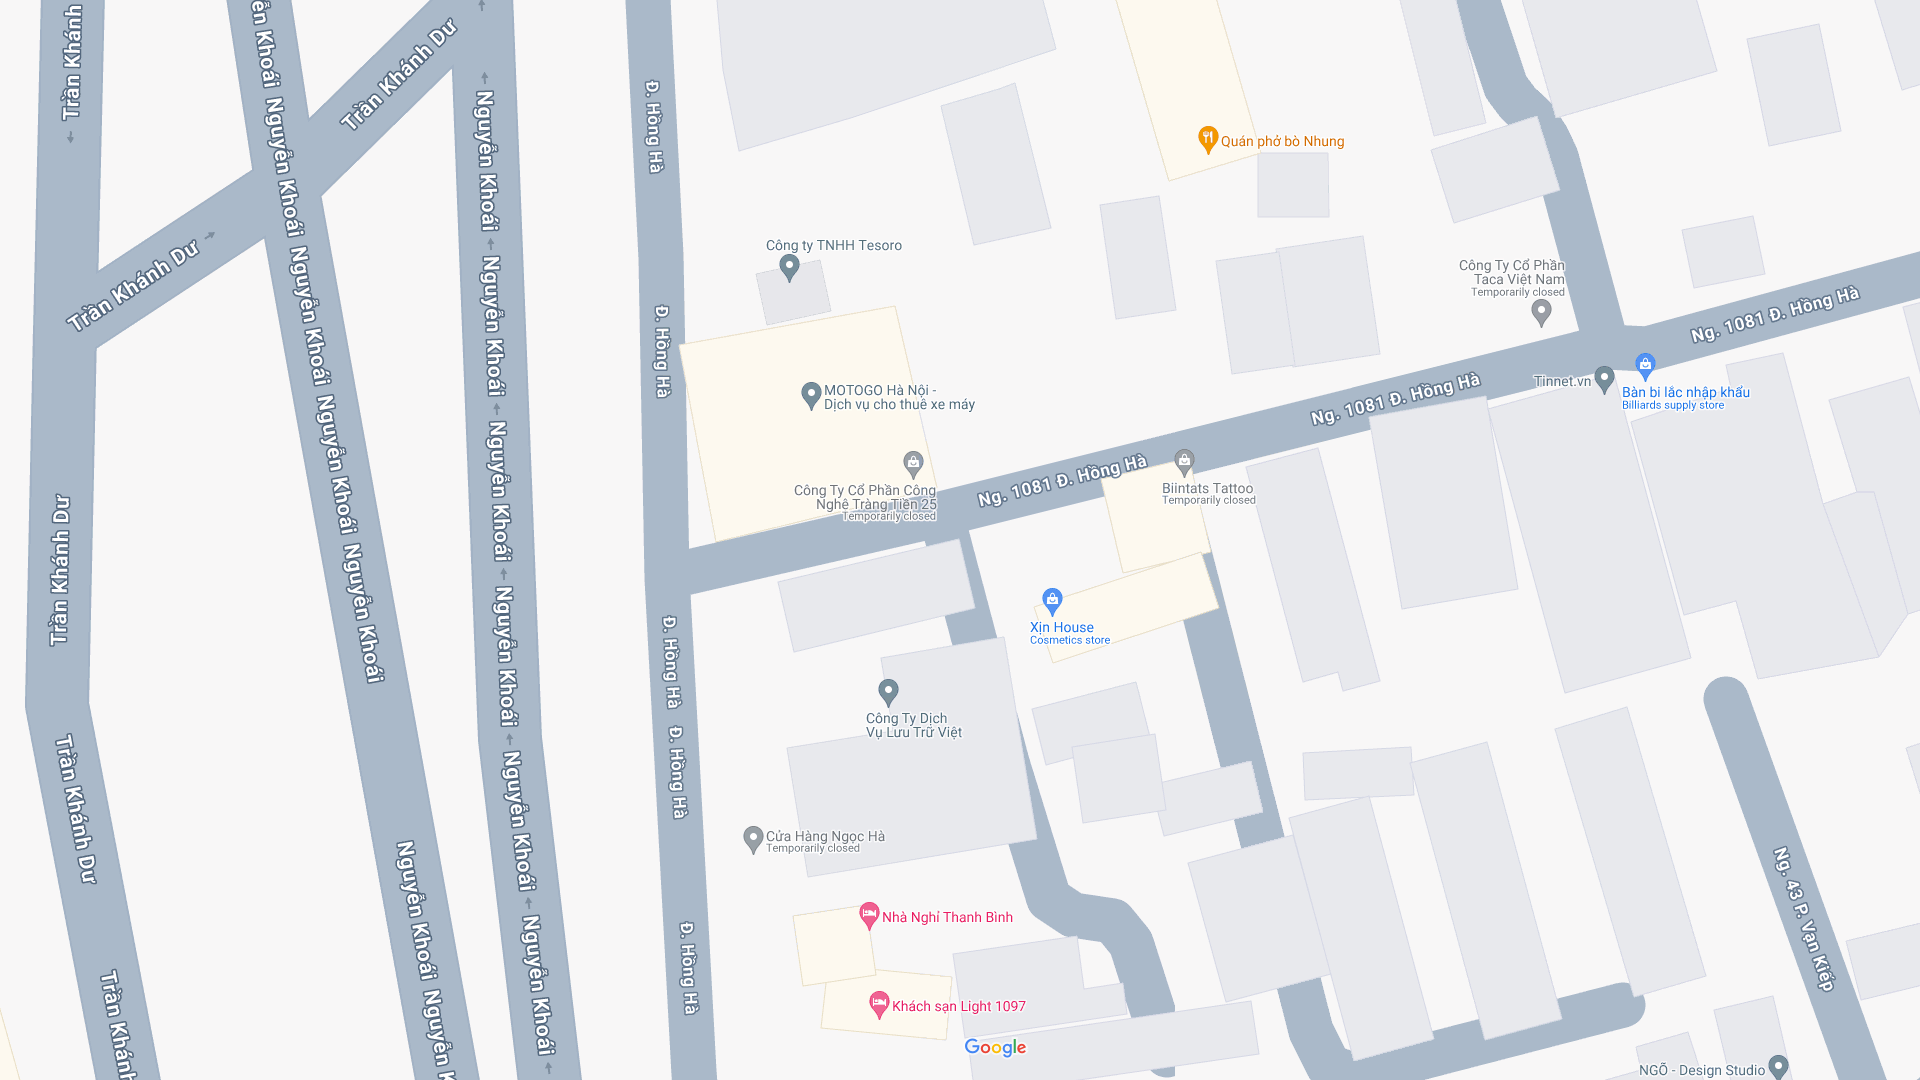 Trần Khánh
ễn Khoái
Nguyễn Khoái
Trần Khánh Dư
Nguyễn Khoái
Đ. Hồng Hà
Quán phở bò Nhung
Trần Khánh Dư
Nguyễn Khoái
Nguyễn Khoái
Công ty TNHH Tesoro
Công Ty Cổ Phần
Taca Việt Nam
Temporarily closed
Ng. 1081 Đ. Hồng Hà
Đ. Hồng Hà
MOTOGO Hà Nội -
Dịch vụ cho thuê xe máy
Ng. 1081 Đ. Hồng Hà
Tinnet.vn
Bàn bi lắc nhập khẩu
Billiards supply store
Nguyễn Khoái
Nguyễn Khoái
Công Ty Cổ Phần Công
Nghệ Tràng Tiền 25
Temporarily closed
Ng. 1081 Đ. Hồng Hà
Biintats Tattoo
Temporarily closed
Trần Khánh Dư
Nguyễn Khoái
Nguyễn Khoái
Đ. Hồng Hà
Xịn House
Cosmetics store
Công Ty Dịch
Vụ Lưu Trữ Việt
Trần Khánh Dư
Nguyễn Khoái
Đ. Hồng Hà
Cửa Hàng Ngọc Hà
Temporarily closed
Nguyễn Khoái
Nhà Nghỉ Thanh Bình
Ng. 43 P. Vạn Kiếp
Nguyễn Khoái
Đ. Hồng Hà
Khách sạn Light 1097
Trần Khánh
Nguyễn K
Google
NGÕ - Design Studio